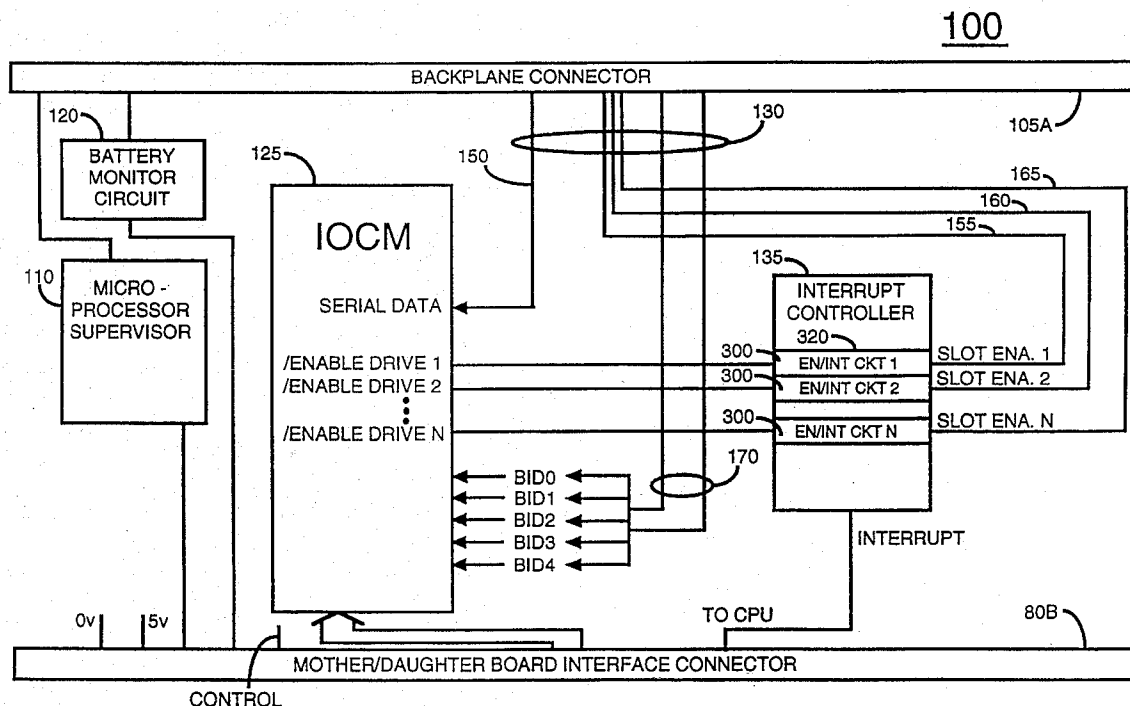 100
BACKPLANE CONNECTOR
105A
120
BATTERY
MONITOR
CIRCUIT
130
125
150
165
160
155
IOCM
110
MICRO -
PROCESSOR
SUPERVISOR
135
INTERRUPT
CONTROLLER
SERIAL DATA
320
/ENABLE DRIVE 1
300
EN/INT CKT 1
SLOT ENA. 1
/ENABLE DRIVE 2
300
EN/INT CKT 2
SLOT ENA. 2
/ENABLE DRIVE N
300
EN/INT CKT N
SLOT ENA. N
170
BID0
BID1
BID2
BID3
BID4
INTERRUPT
0v
5v
TO CPU
80B
MOTHER/DAUGHTER BOARD INTERFACE CONNECTOR
CONTROL